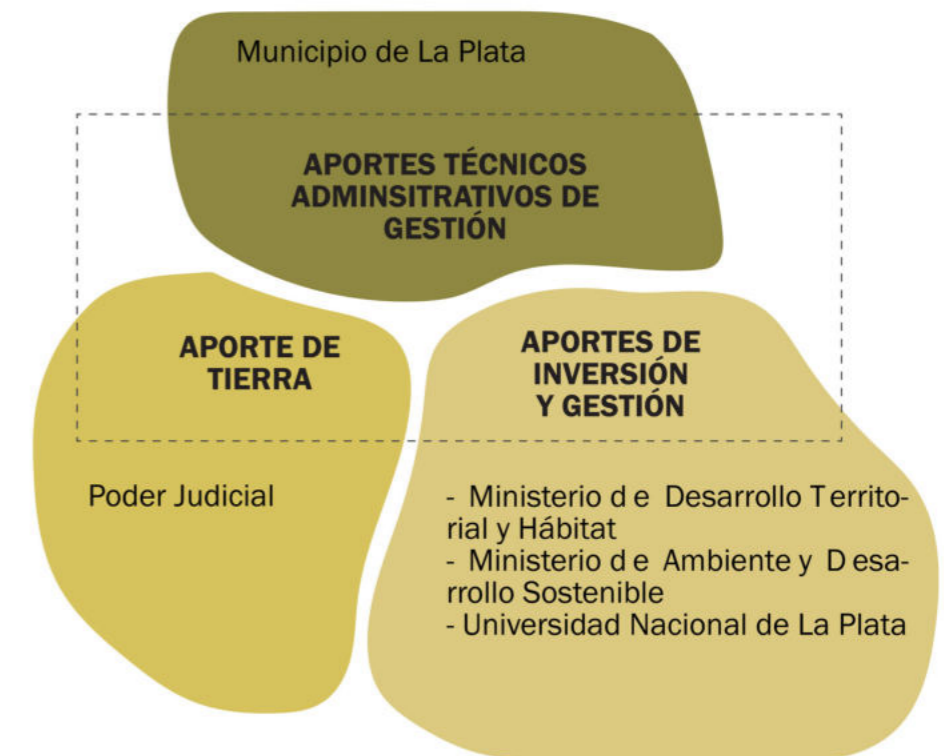 Municipio de La Plata
APORTES TÉCNICOS
ADMINSITRATIVOS DE
GESTIÓN
APORTE DE
TIERRA
Poder Judicial
APORTES DE
INVERSIÓN
Y GESTIÓN
- Ministerio d e Desarrollo T errito-
rial y Hábitat
- Ministerio d e Ambiente y D esa-
rrollo Sostenible
- Universidad Nacional de La Plata